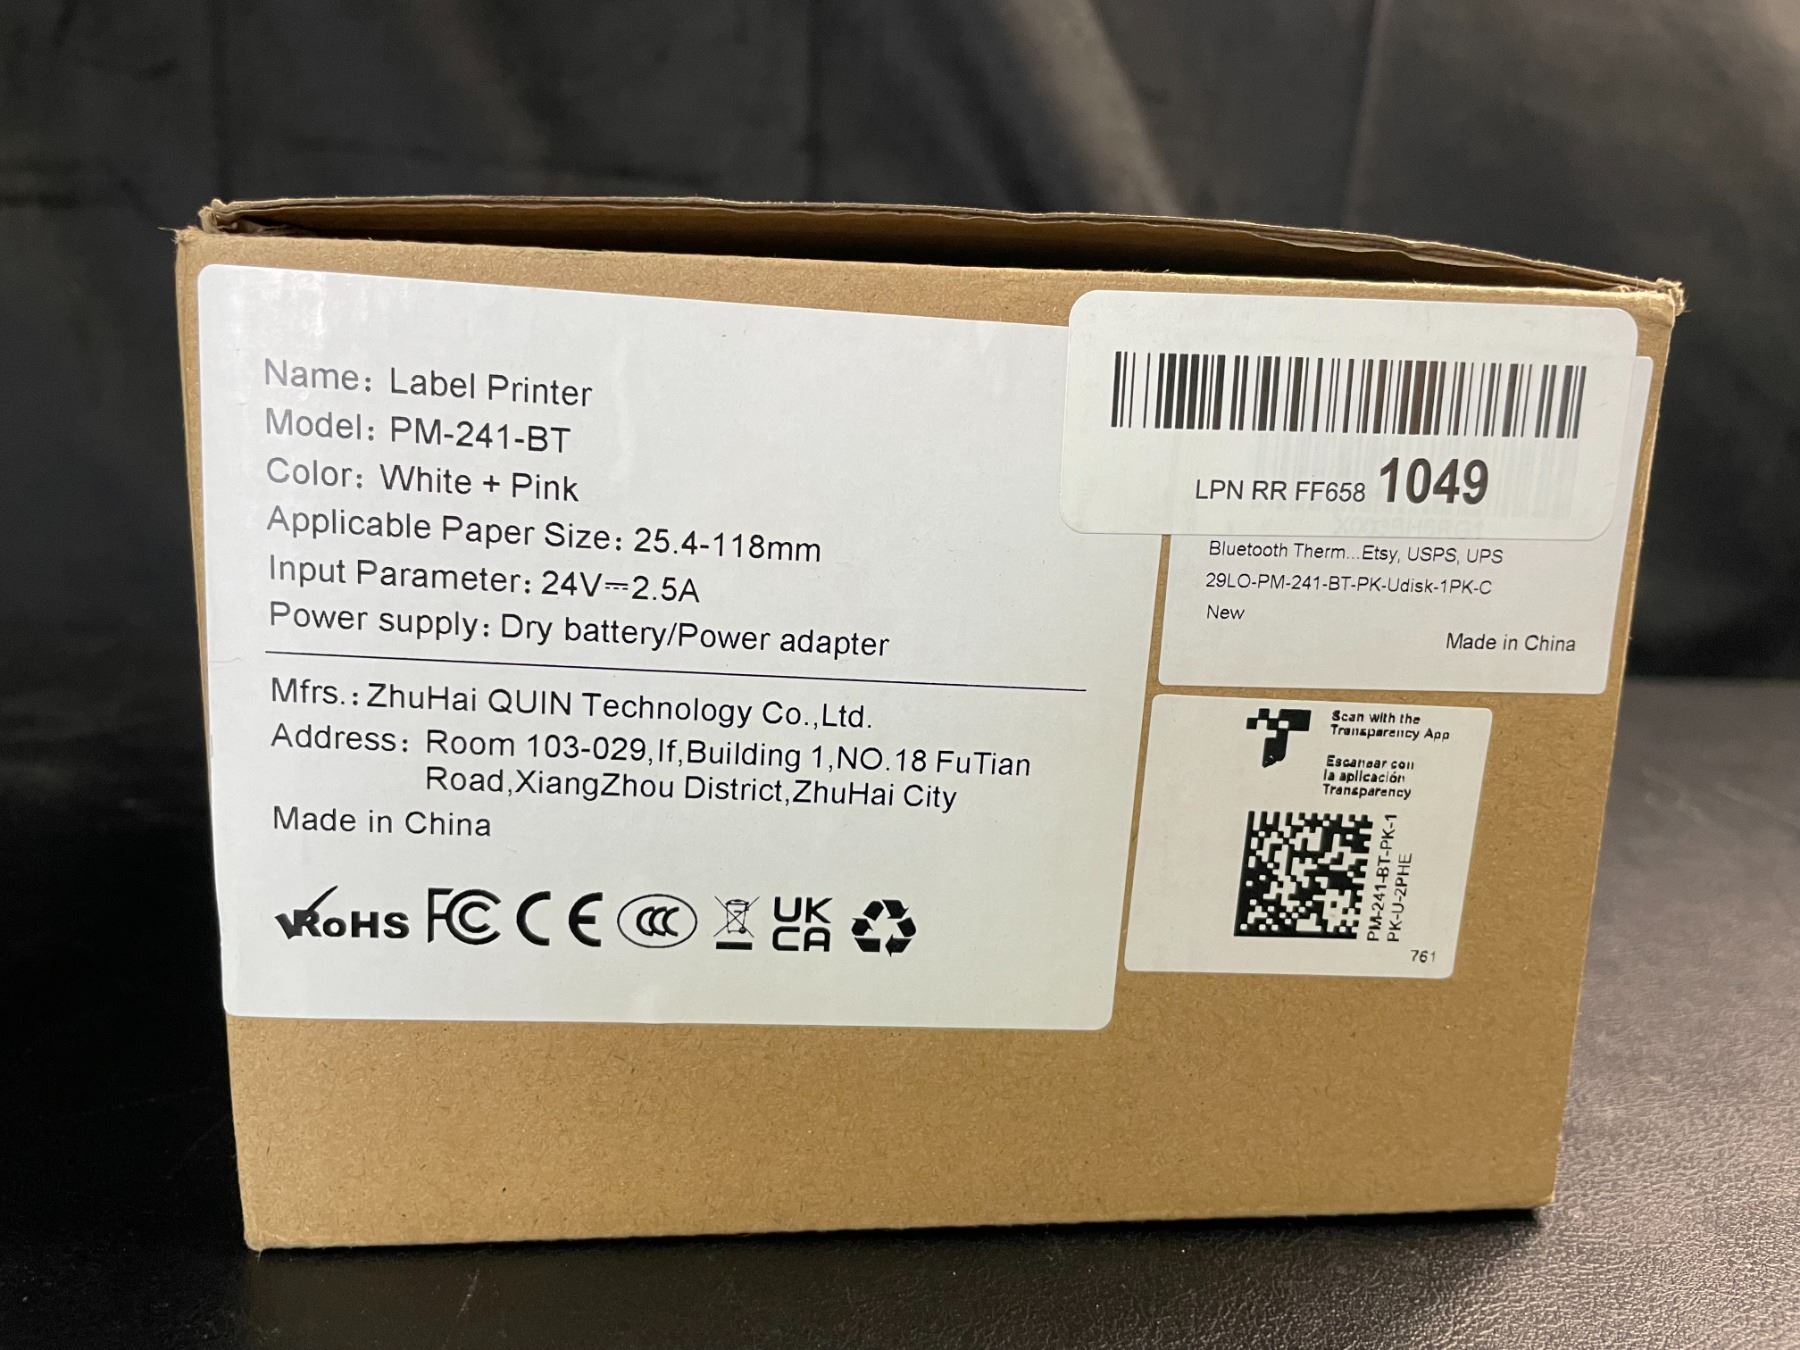 Name: Label Printer
Model: PM-241-BT
Color: White + Pink
Applicable Paper Size: 25.4-118mm
Input Parameter: 24V⎓2.5A
Power supply: Dry battery/Power adapter
Mfrs.: ZhuHai QUIN Technology Co.,Ltd.
Address: Room 103-029,lf,Building 1,NO.18 FuTian
Road,XiangZhou District,ZhuHai City
Made in China
RoHS FC CE CCC UK
CA
LPN RR FF658 1049
Bluetooth Therm...Etsy, USPS, UPS
29LO-PM-241-BT-PK-Udisk-1PK-C
New
Made in China
Scan with the
Transparency App
Escanear con
la aplicación
Transparency
PM-241-BT-PK-1
PK-U-2PHE
761